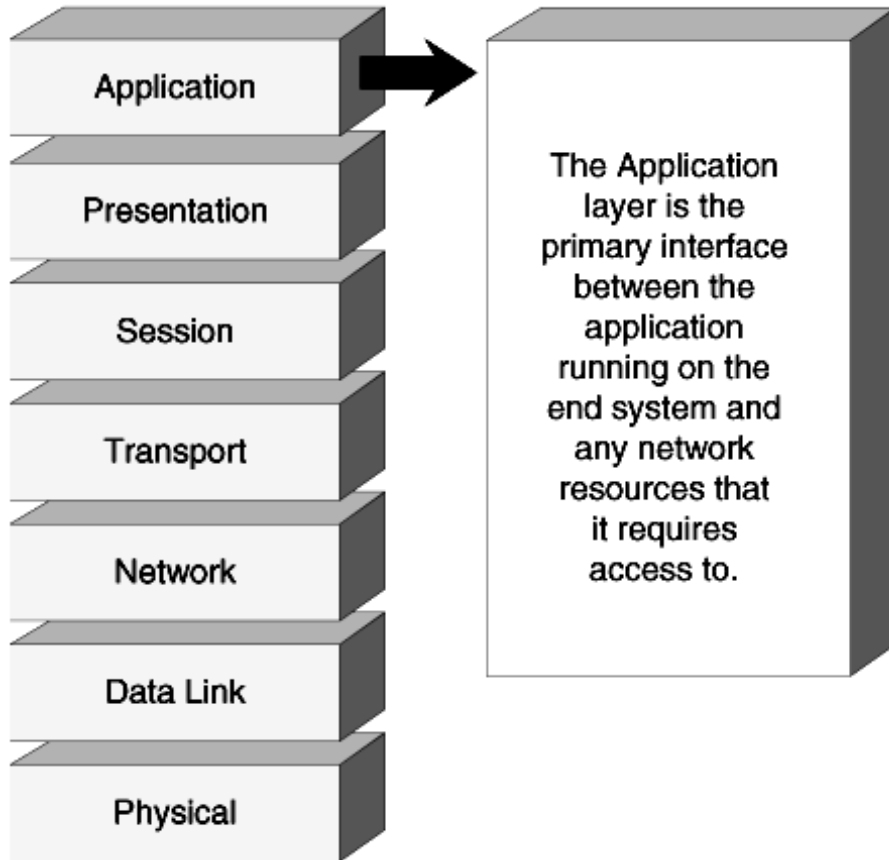 Application
Presentation
Session
Transport
Network
Data Link
Physical
The Application
layer is the
primary interface
between the
application
running on the
end system and
any network
resources that
it requires
access to.